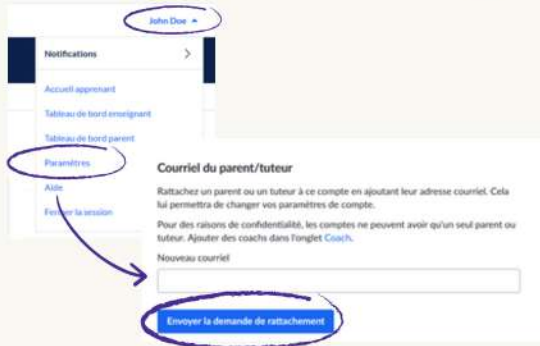 John Doe
Notifications
Accueil apprenant
Tableau de bord enseignant
Tableau de bord parent
Paramètres
Aide
Fermer la session
Courriel du parent/tuteur
Rattachez un parent ou un tuteur à ce compte en ajoutant leur adresse courriel. Cela
lui permettra de changer vos paramètres de compte.
Pour des raisons de confidentialité, les comptes ne peuvent avoir qu'un seul parent ou
tuteur. Ajouter des coachs dans l'onglet Coach.
Nouveau courriel
Envoyer la demande de rattachement